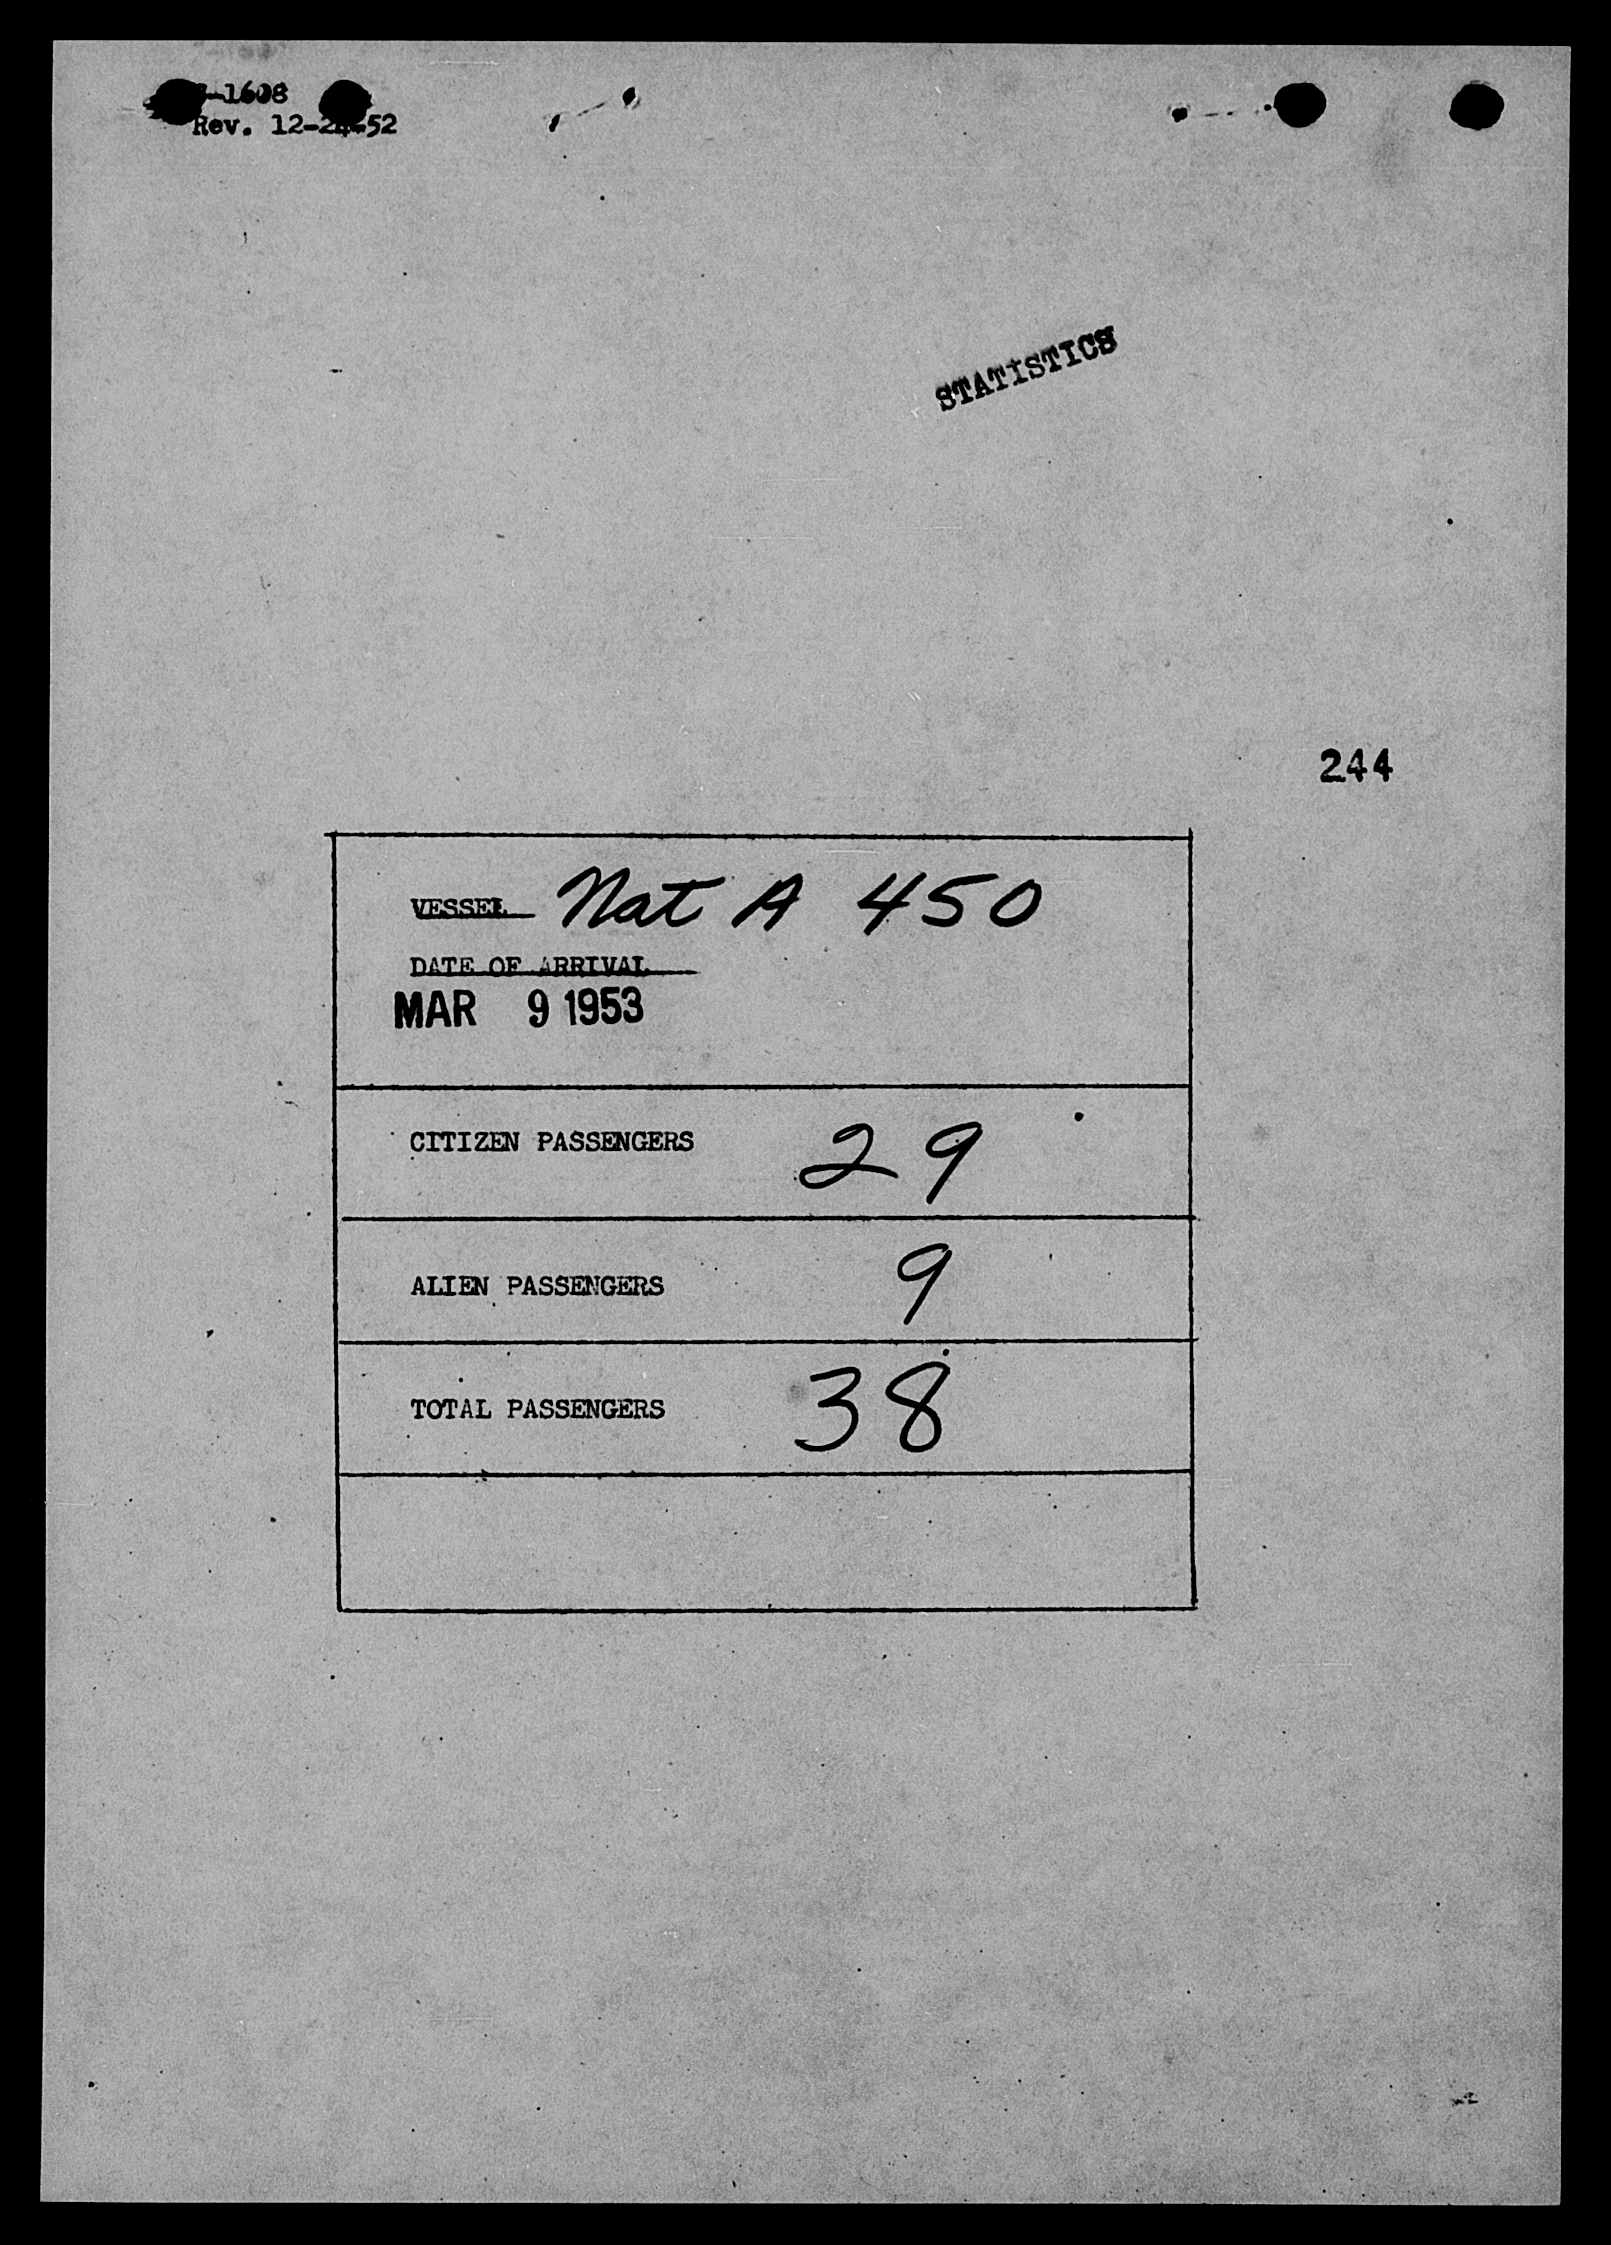 -1608
Rev. 12-24-52
STATISTICS
244
VESSEL Nat A 450
DATE OF ARRIVAL
MAR 9 1953
CITIZEN PASSENGERS 29
ALIEN PASSENGERS 9
TOTAL PASSENGERS 38